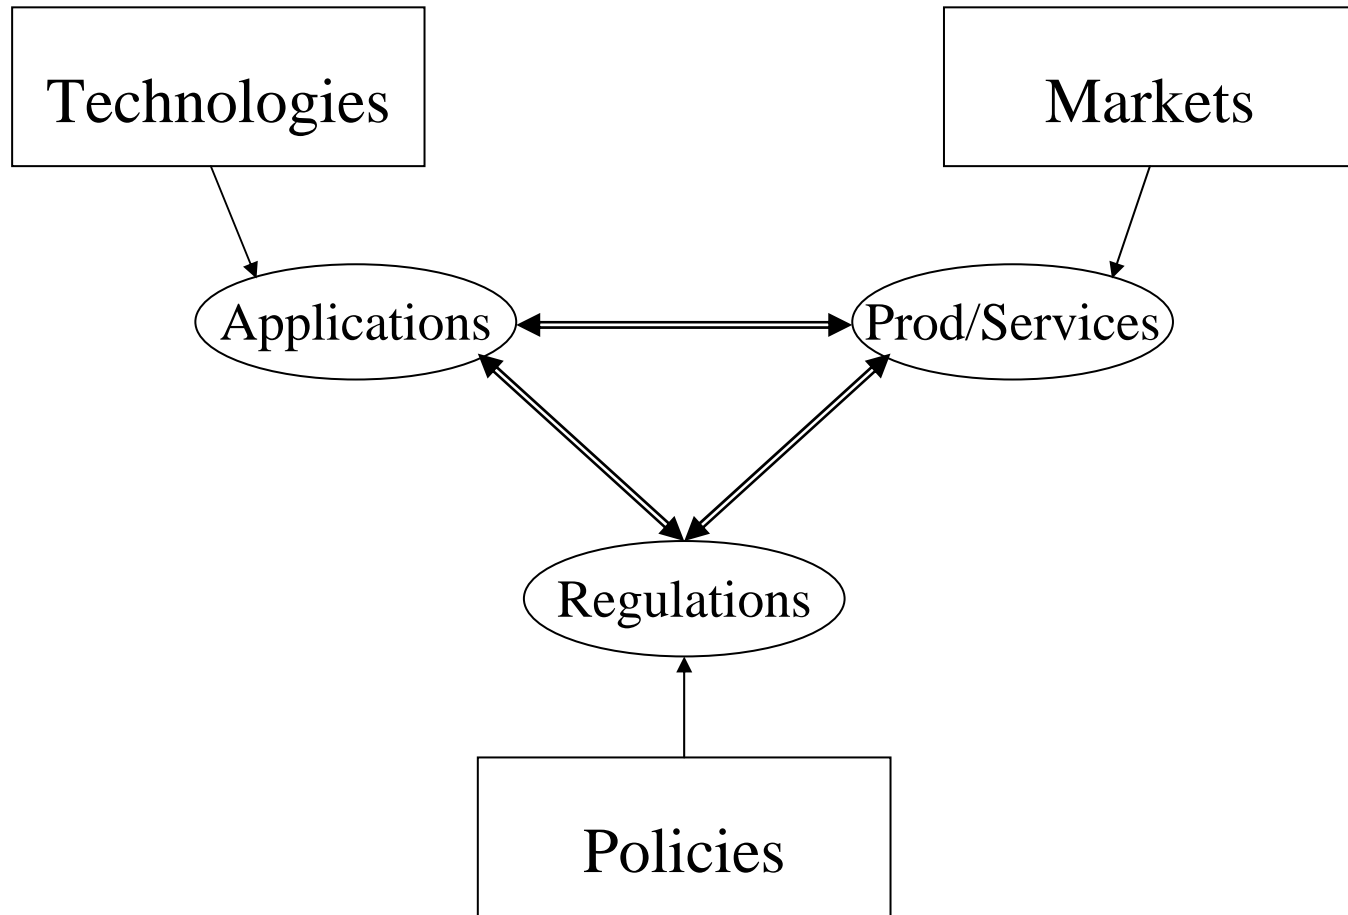 Technologies
Markets
Applications
Prod/Services
Regulations
Policies